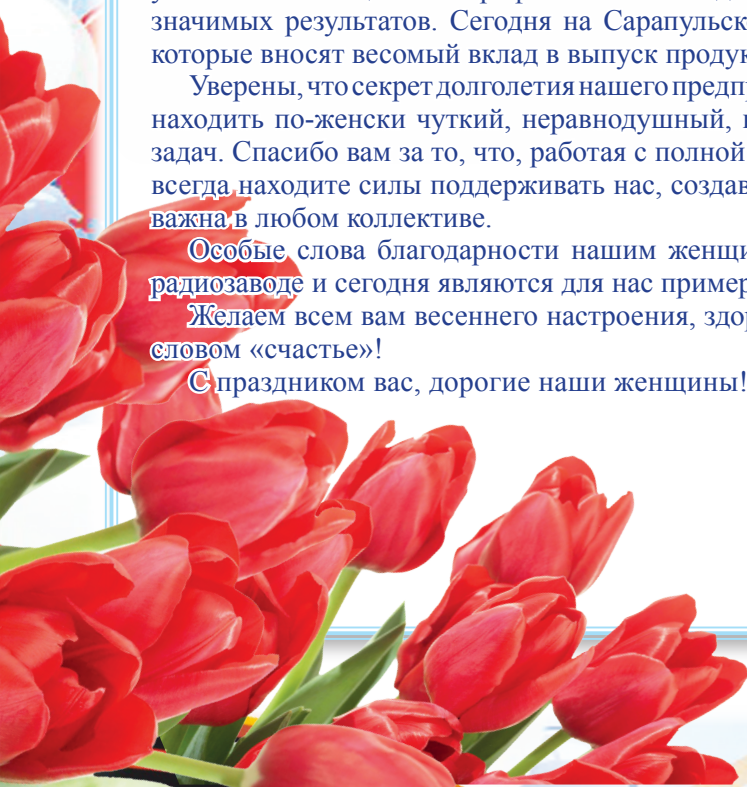 значимых результатов. Сегодня на Сарапульск
которые вносят весомый вклад в выпуск продук
Уверены, что секрет долголетия нашего предпр
находить по-женски чуткий, неравнодушный,
задач. Спасибо вам за то, что, работая с полной
всегда находите силы поддерживать нас, создав
важна в любом коллективе.
Особые слова благодарности нашим женщи
радиозаводе и сегодня являются для нас пример
Желаем всем вам весеннего настроения, здор
словом «счастье»!
С праздником вас, дорогие наши женщины!